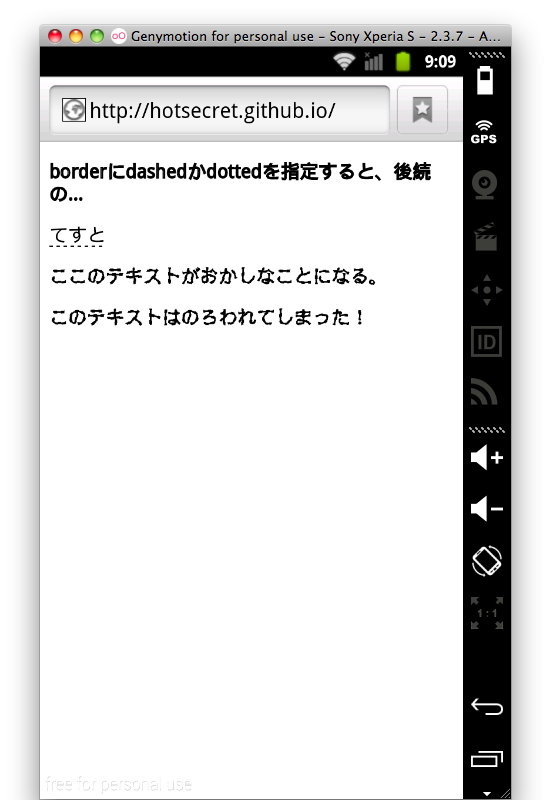 Genymotion for personal use - Sony Xperia S - 2.3.7 - A...
9:09
http://hotsecret.github.io/
GPS
borderにdashedかdottedを指定すると、後続
の...
てすと
ここのテキストがおかしなことになる。
このテキストはのろわれてしまった！
ID
1:1
free for personal use